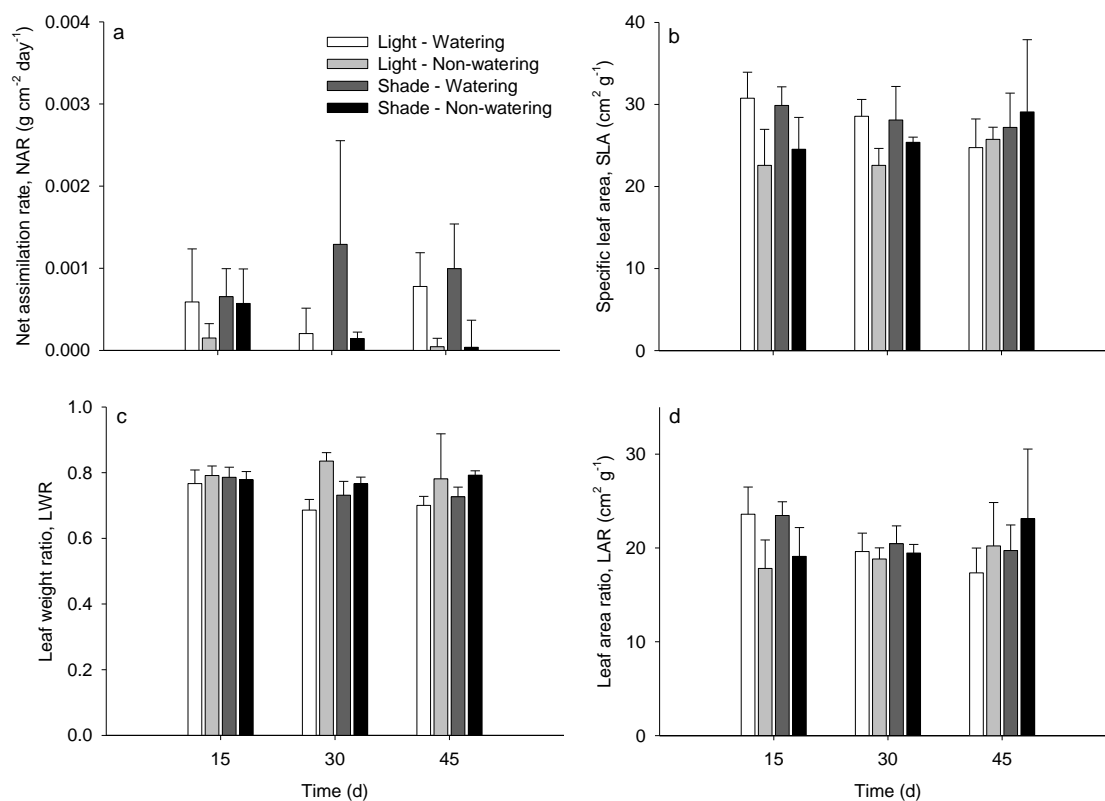 a
Net assimilation rate, NAR (g cm⁻² day⁻¹)
0.004
0.003
0.002
0.001
0.000
Light - Watering
Light - Non-watering
Shade - Watering
Shade - Non-watering
b
Specific leaf area, SLA (cm² g⁻¹)
40
30
20
10
0
c
Leaf weight ratio, LWR
1.0
0.8
0.6
0.4
0.2
0.0
15 30 45
Time (d)
d
Leaf area ratio, LAR (cm² g⁻¹)
30
20
10
0
15 30 45
Time (d)